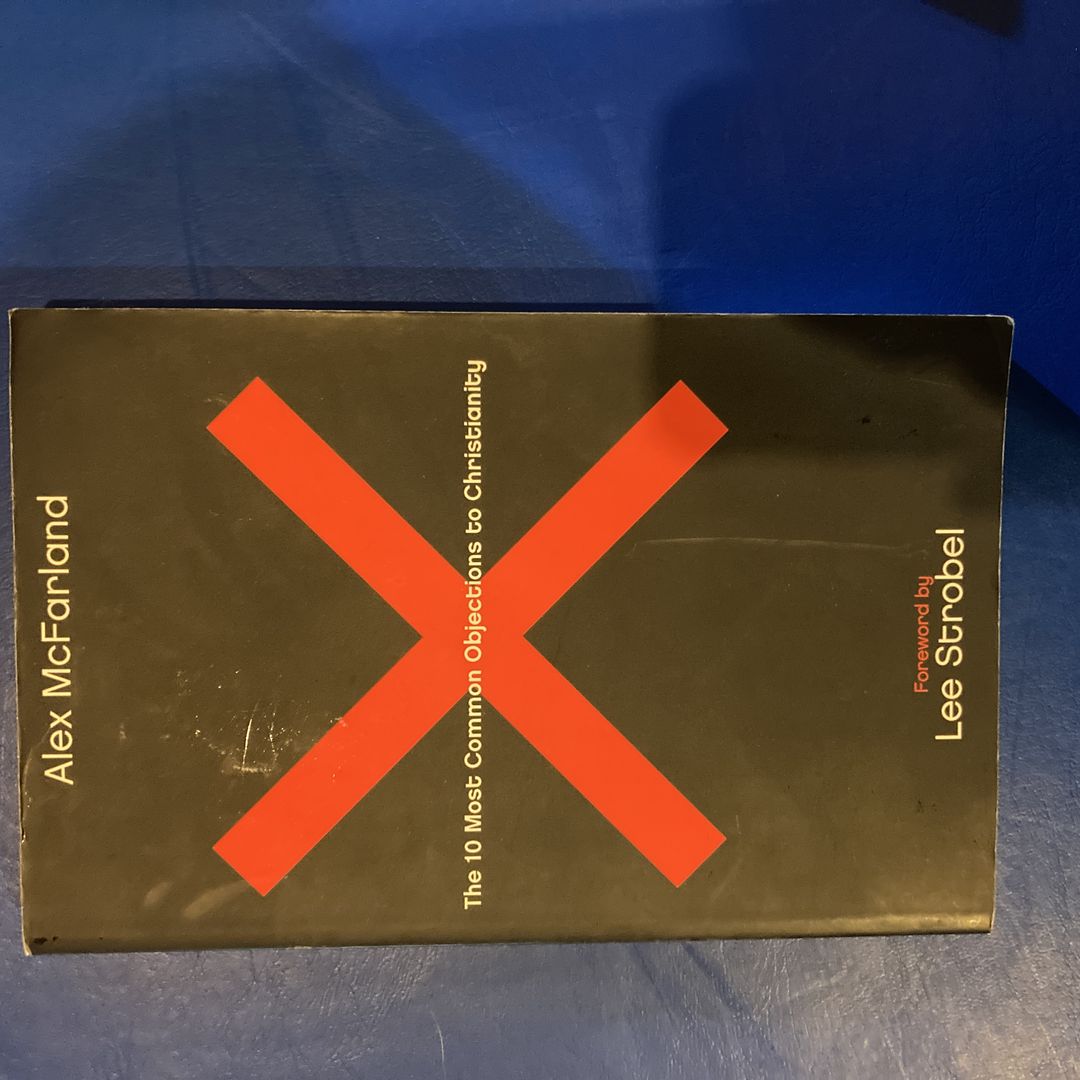 Alex McFarland
The 10 Most Common Objections to Christianity
Foreword by
Lee Strobel